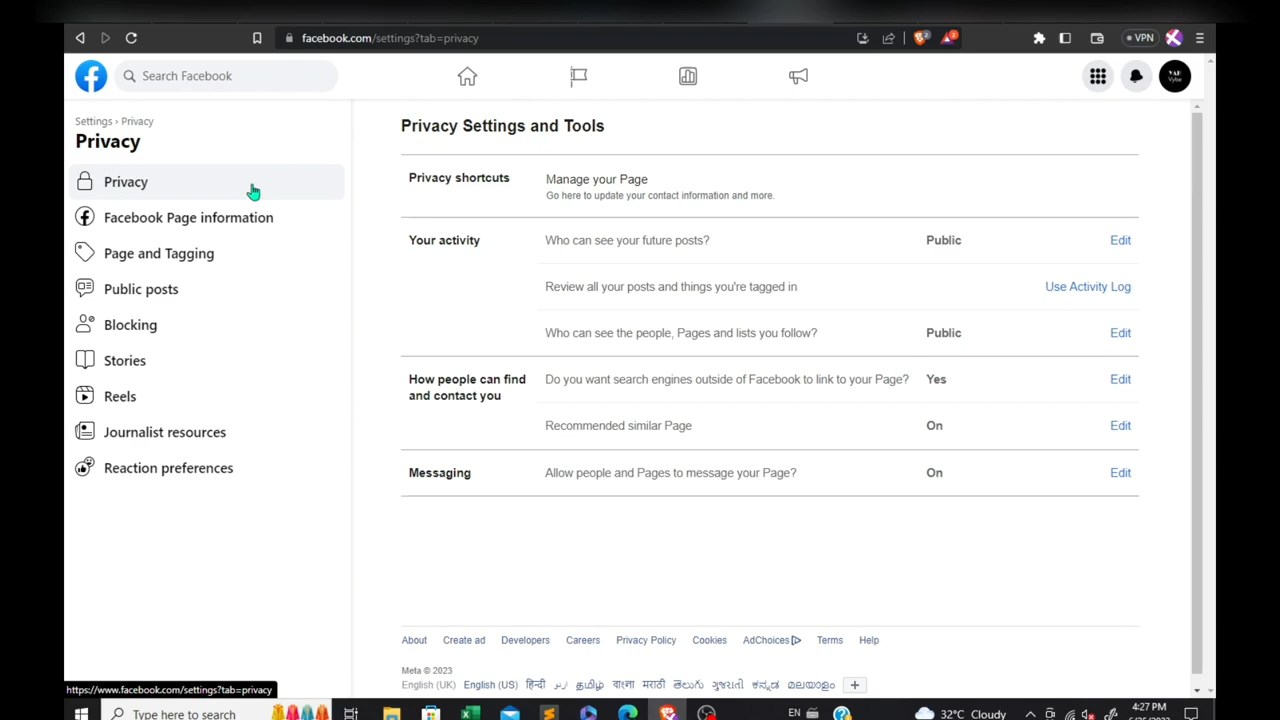 facebook.com/settings?tab=privacy
2
3
VPN
Search Facebook
YAH
Vybe
Settings › Privacy
Privacy
Privacy
Facebook Page information
Page and Tagging
Public posts
Blocking
Stories
Reels
Journalist resources
Reaction preferences
Privacy Settings and Tools
Privacy shortcuts
Manage your Page
Go here to update your contact information and more.
Your activity
Who can see your future posts? Public Edit
Review all your posts and things you're tagged in Use Activity Log
Who can see the people, Pages and lists you follow? Public Edit
How people can find and contact you
Do you want search engines outside of Facebook to link to your Page? Yes Edit
Recommended similar Page On Edit
Messaging
Allow people and Pages to message your Page? On Edit
About Create ad Developers Careers Privacy Policy Cookies AdChoices Terms Help
Meta © 2023
English (UK) English (US) हिन्दी اردو தமிழ் বাংলা मराठी తెలుగు ગુજરાતી ಕನ್ನಡ മലയാളം +
https://www.facebook.com/settings?tab=privacy
Type here to search
EN
32°C Cloudy
4:27 PM